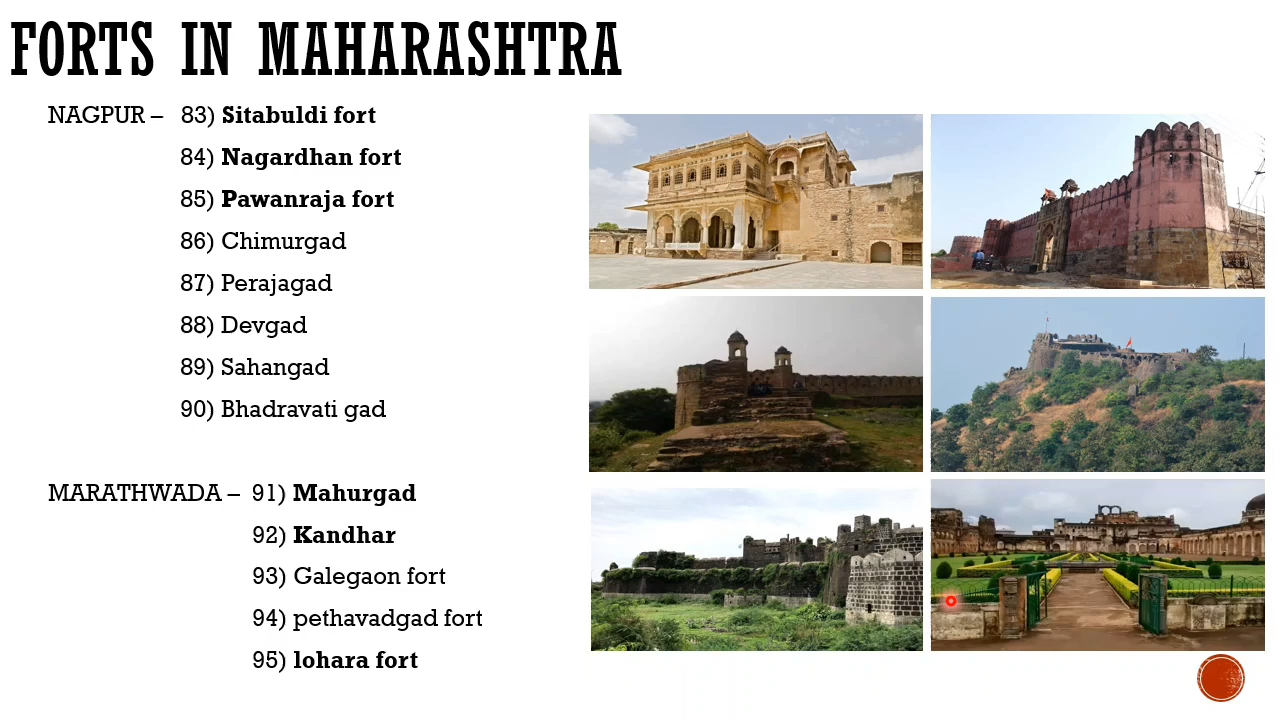 FORTS IN MAHARASHTRA
NAGPUR – 83) Sitabuldi fort
84) Nagardhan fort
85) Pawanraja fort
86) Chimurgad
87) Perajagad
88) Devgad
89) Sahangad
90) Bhadravati gad
MARATHWADA – 91) Mahurgad
92) Kandhar
93) Galegaon fort
94) pethavadgad fort
95) lohara fort